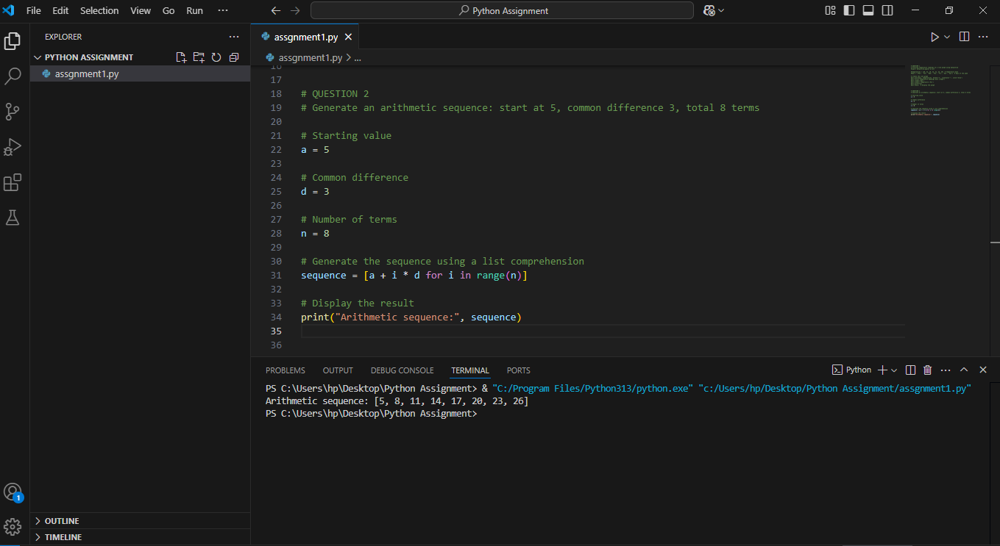 File Edit Selection View Go Run ···
Python Assignment
EXPLORER
PYTHON ASSIGNMENT
assgnment1.py
OUTLINE
TIMELINE
1
assgnment1.py
assgnment1.py > ...
16
17
18 # QUESTION 2
19 # Generate an arithmetic sequence: start at 5, common difference 3, total 8 terms
20
21 # Starting value
22 a = 5
23
24 # Common difference
25 d = 3
26
27 # Number of terms
28 n = 8
29
30 # Generate the sequence using a list comprehension
31 sequence = [a + i * d for i in range(n)]
32
33 # Display the result
34 print("Arithmetic sequence:", sequence)
35
36
PROBLEMS OUTPUT DEBUG CONSOLE TERMINAL PORTS
Python
PS C:\Users\hp\Desktop\Python Assignment> & "C:/Program Files/Python313/python.exe" "c:/Users/hp/Desktop/Python Assignment/assgnment1.py"
Arithmetic sequence: [5, 8, 11, 14, 17, 20, 23, 26]
PS C:\Users\hp\Desktop\Python Assignment>